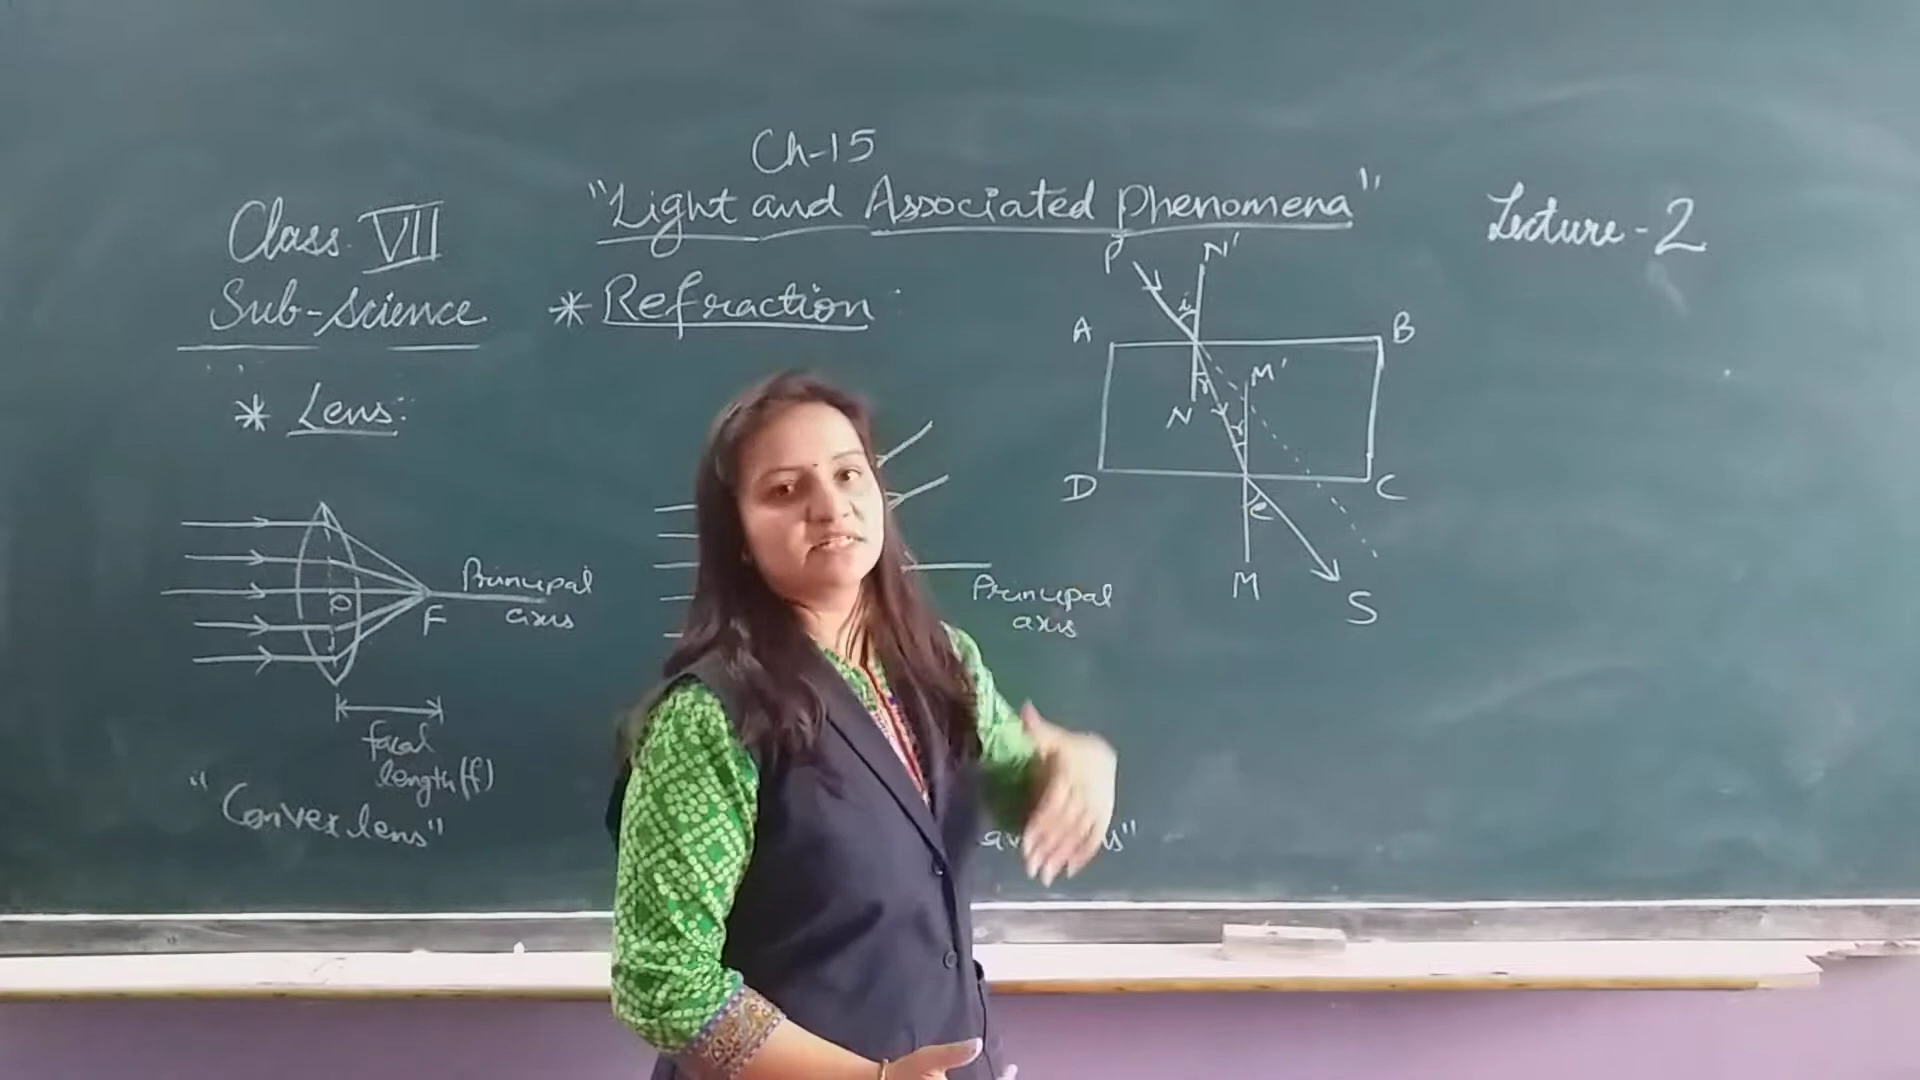 Ch-15
"Light and Associated Phenomena"
Class VII
Sub-science
Lecture-2
* Refraction:
* Lens:
P
N'
i
A
B
r
M'
N
r
D
C
e
M
S
O
F
Principal
axis
focal
length (f)
"Convex lens"
Principal
axis